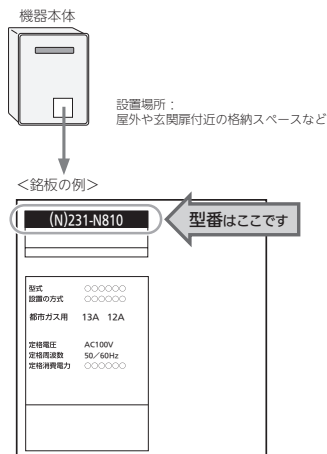 機器本体
設置場所：
屋外や玄関扉付近の格納スペースなど
＜銘板の例＞
(N)231-N810
型番はここです
型式 ○○○○○○
設置の方式 ○○○○○○
都市ガス用 13A 12A
定格電圧 AC100V
定格周波数 50／60Hz
定格消費電力 ○○○○○○